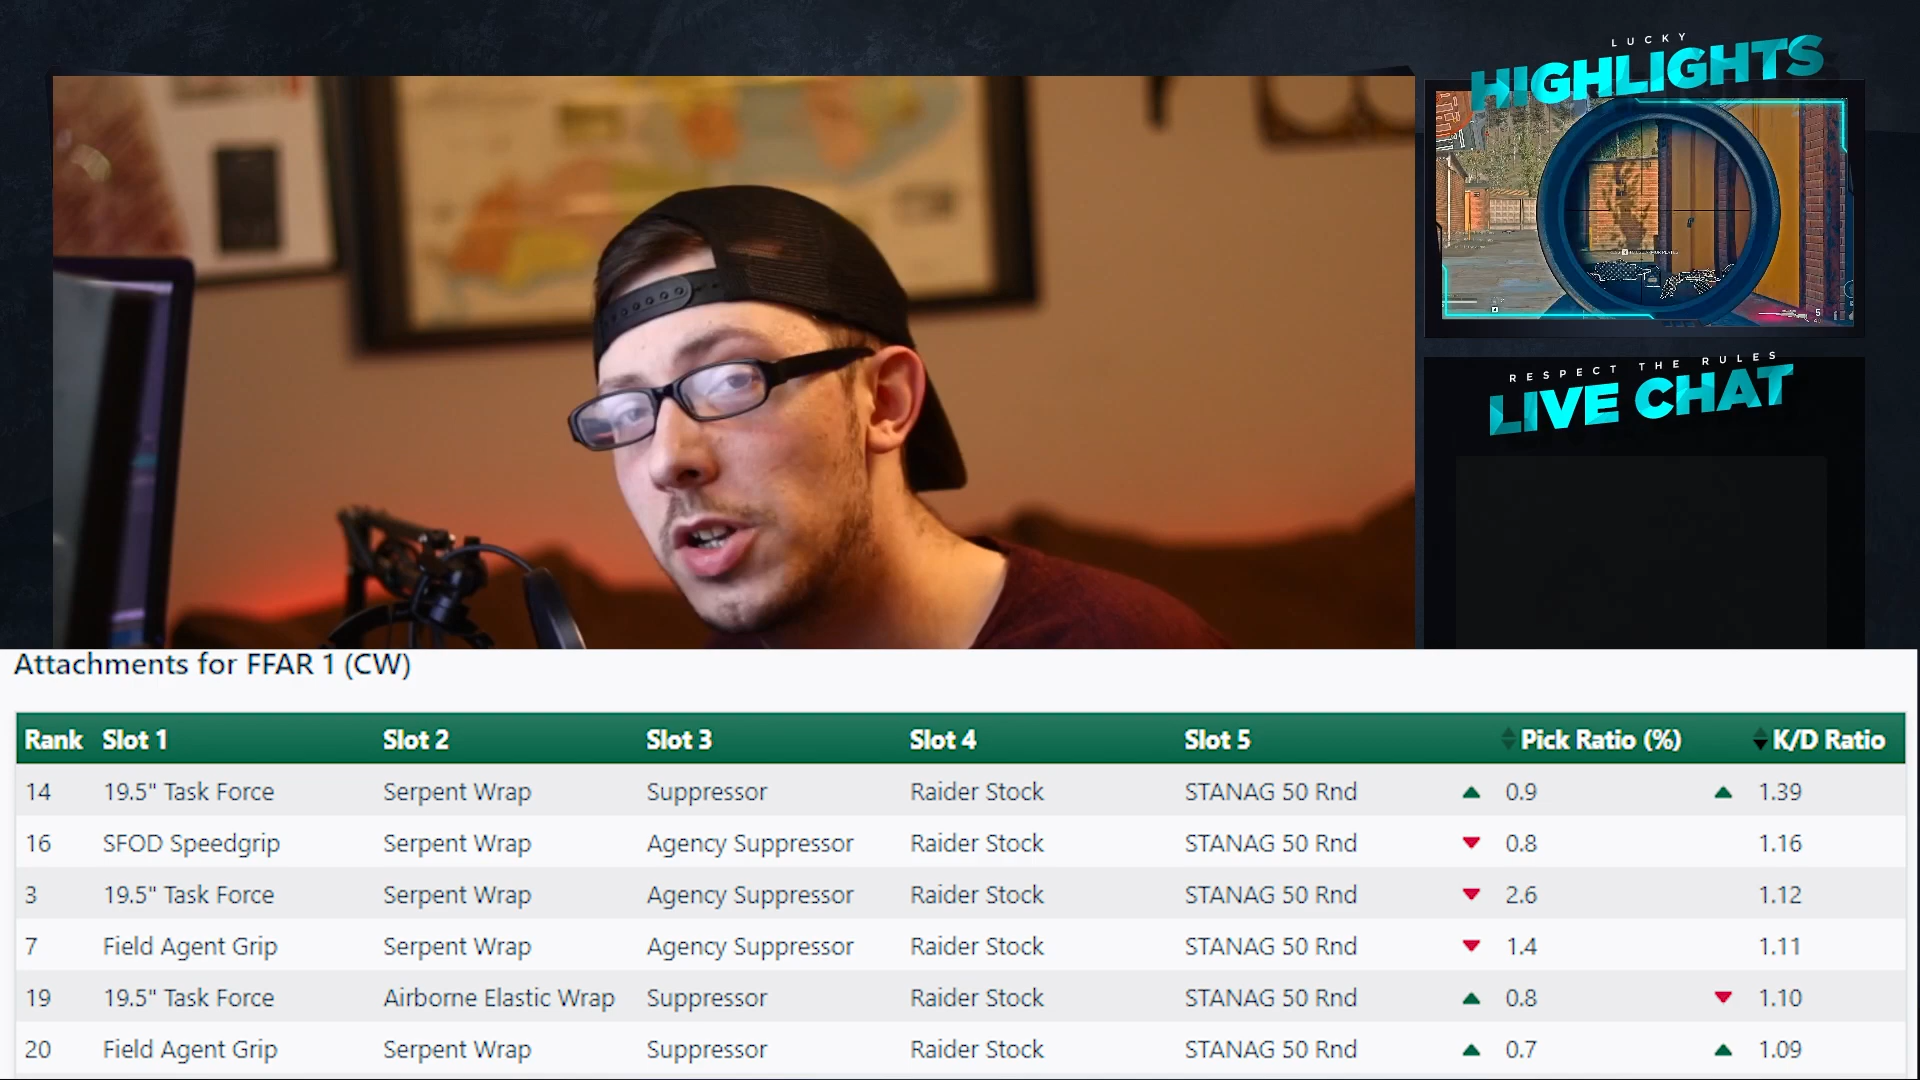 LUCKY
HIGHLIGHTS
RESPECT THE RULES
LIVE CHAT
Attachments for FFAR 1 (CW)
Rank Slot 1 Slot 2 Slot 3 Slot 4 Slot 5 Pick Ratio (%) K/D Ratio
14 19.5" Task Force Serpent Wrap Suppressor Raider Stock STANAG 50 Rnd 0.9 1.39
16 SFOD Speedgrip Serpent Wrap Agency Suppressor Raider Stock STANAG 50 Rnd 0.8 1.16
3 19.5" Task Force Serpent Wrap Agency Suppressor Raider Stock STANAG 50 Rnd 2.6 1.12
7 Field Agent Grip Serpent Wrap Agency Suppressor Raider Stock STANAG 50 Rnd 1.4 1.11
19 19.5" Task Force Airborne Elastic Wrap Suppressor Raider Stock STANAG 50 Rnd 0.8 1.10
20 Field Agent Grip Serpent Wrap Suppressor Raider Stock STANAG 50 Rnd 0.7 1.09